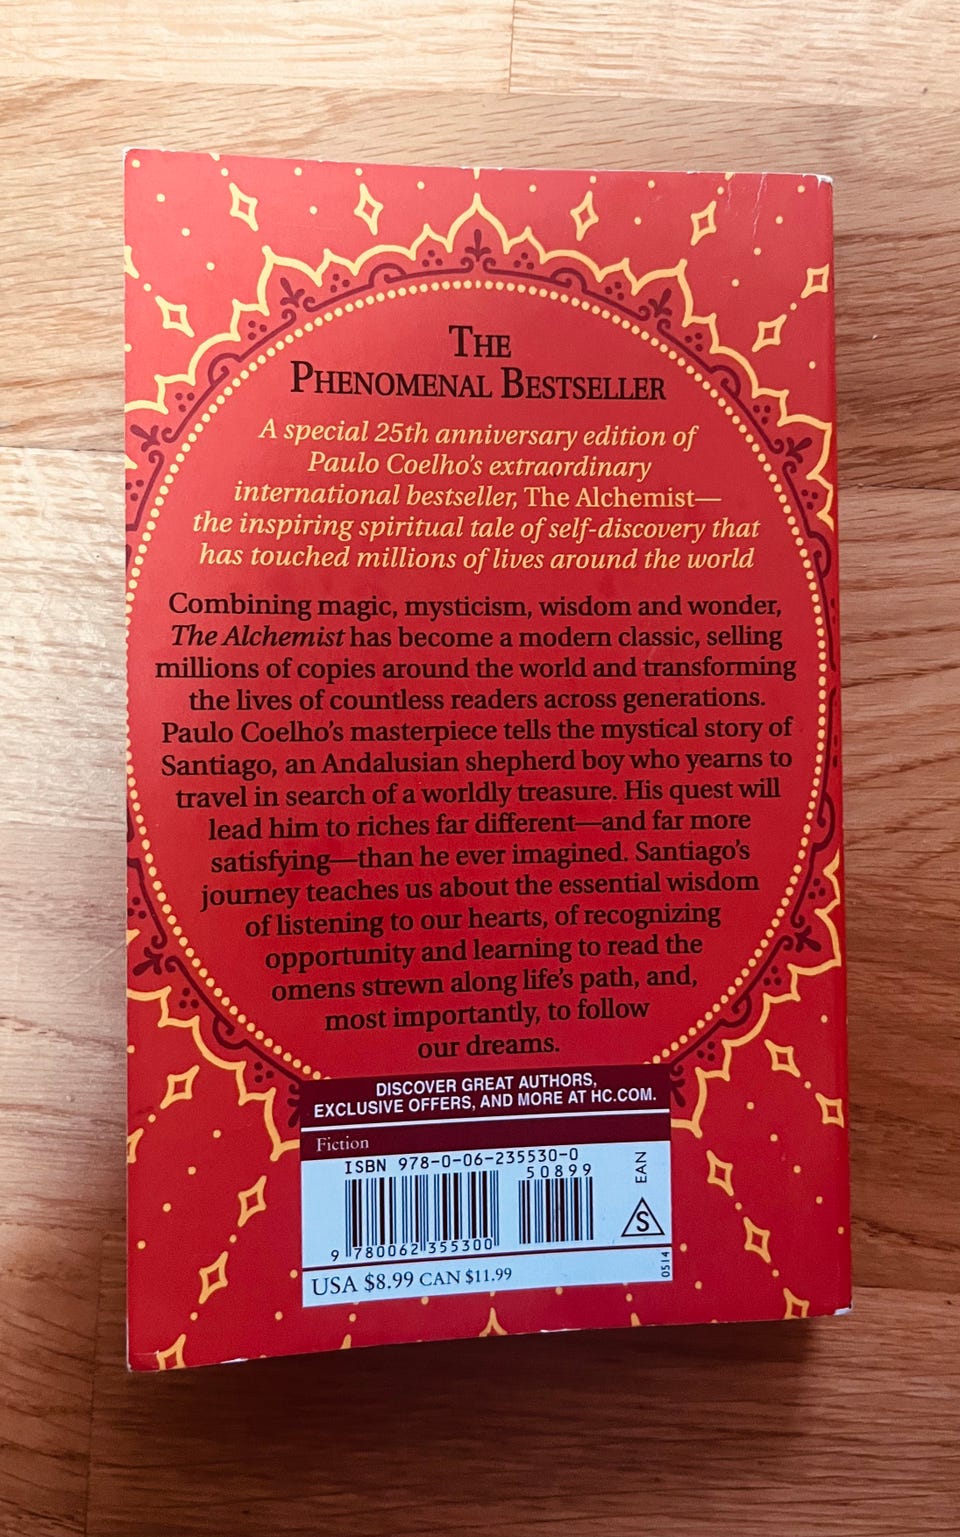 THE
PHENOMENAL BESTSELLER
A special 25th anniversary edition of
Paulo Coelho's extraordinary
international bestseller, The Alchemist—
the inspiring spiritual tale of self-discovery that
has touched millions of lives around the world
Combining magic, mysticism, wisdom and wonder,
The Alchemist has become a modern classic, selling
millions of copies around the world and transforming
the lives of countless readers across generations.
Paulo Coelho's masterpiece tells the mystical story of
Santiago, an Andalusian shepherd boy who yearns to
travel in search of a worldly treasure. His quest will
lead him to riches far different—and far more
satisfying—than he ever imagined. Santiago's
journey teaches us about the essential wisdom
of listening to our hearts, of recognizing
opportunity and learning to read the
omens strewn along life's path, and,
most importantly, to follow
our dreams.
DISCOVER GREAT AUTHORS,
EXCLUSIVE OFFERS, AND MORE AT HC.COM.
Fiction
ISBN 978-0-06-235530-0
50899
EAN
S
9 780062 355300
USA $8.99 CAN $11.99
0514